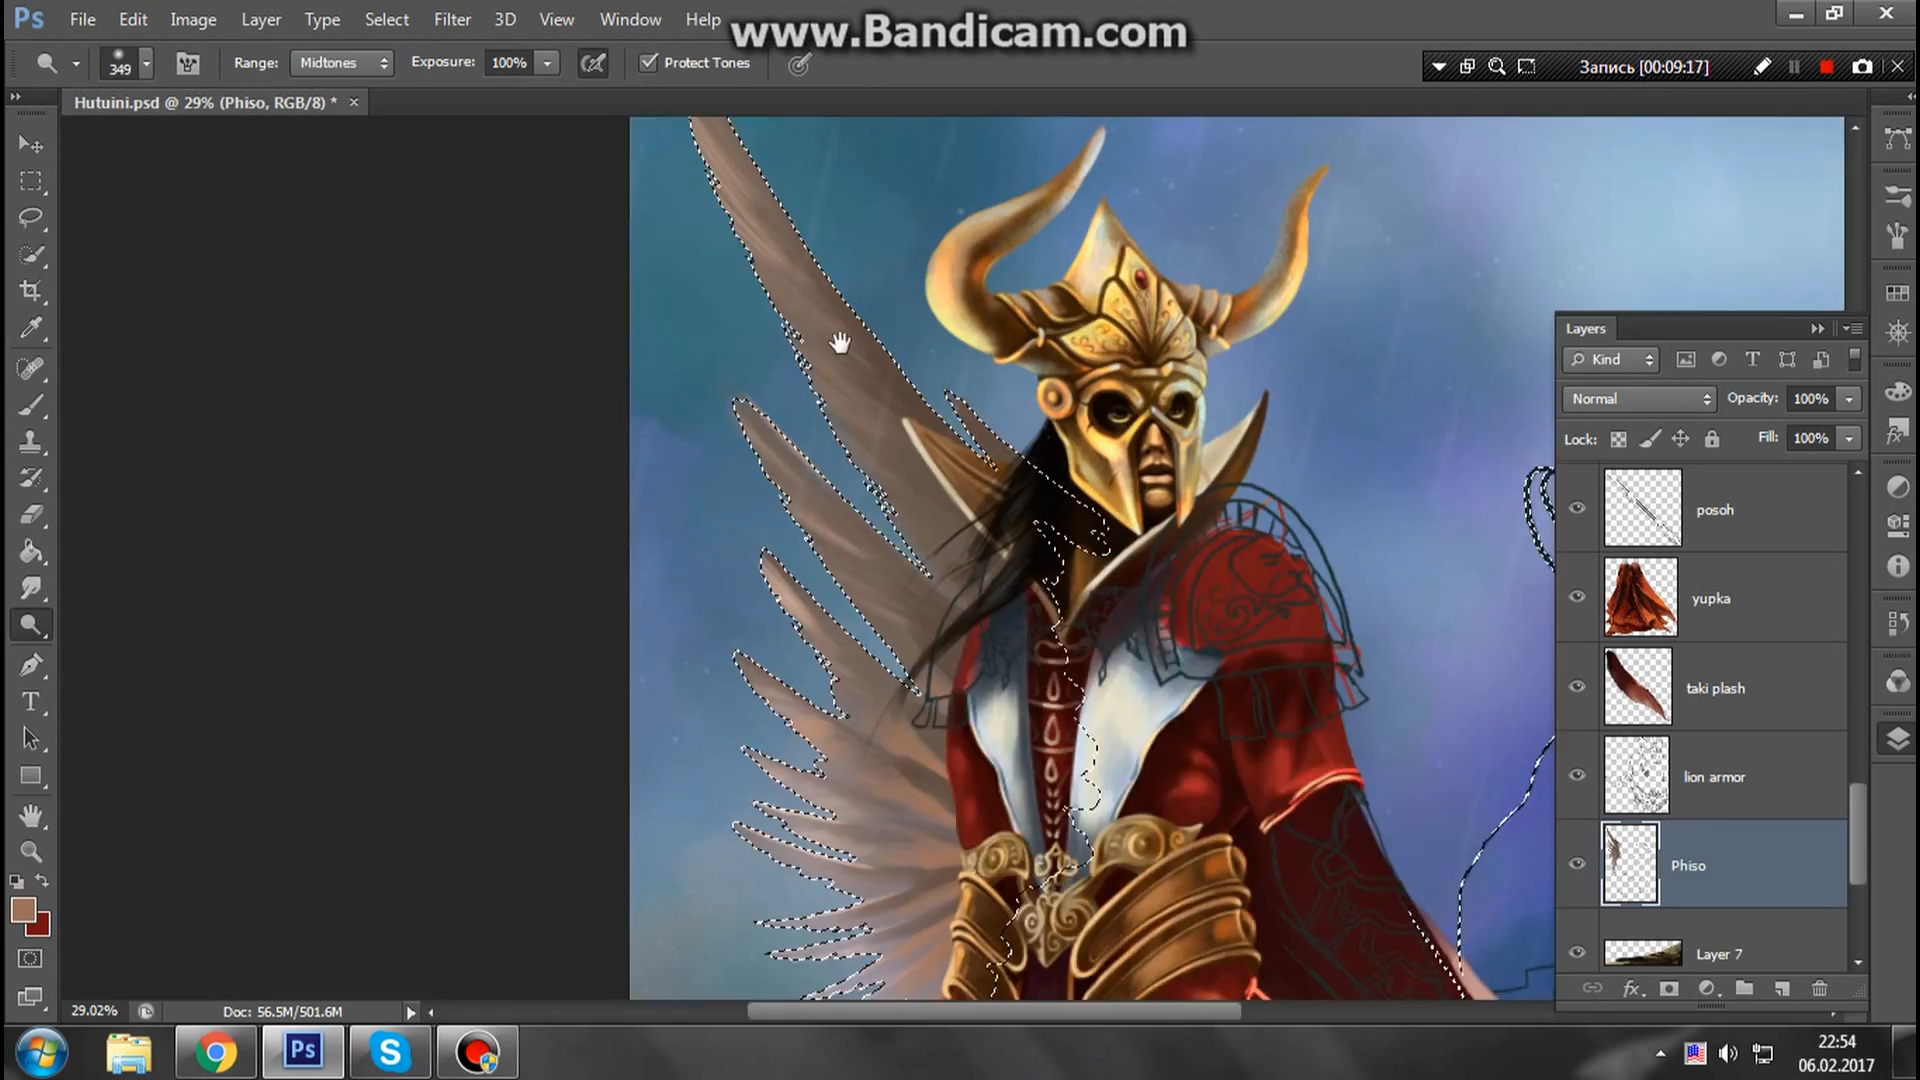 Ps File Edit Image Layer Type Select Filter 3D View Window Help
www.Bandicam.com
349 Range: Midtones Exposure: 100% Protect Tones
Запись [00:09:17]
Hutuini.psd @ 29% (Phiso, RGB/8) *
Layers
Kind
Normal Opacity: 100%
Lock: Fill: 100%
posoh
yupka
taki plash
lion armor
Phiso
Layer 7
29.02% Doc: 56.5M/501.6M
Ps
22:54
06.02.2017